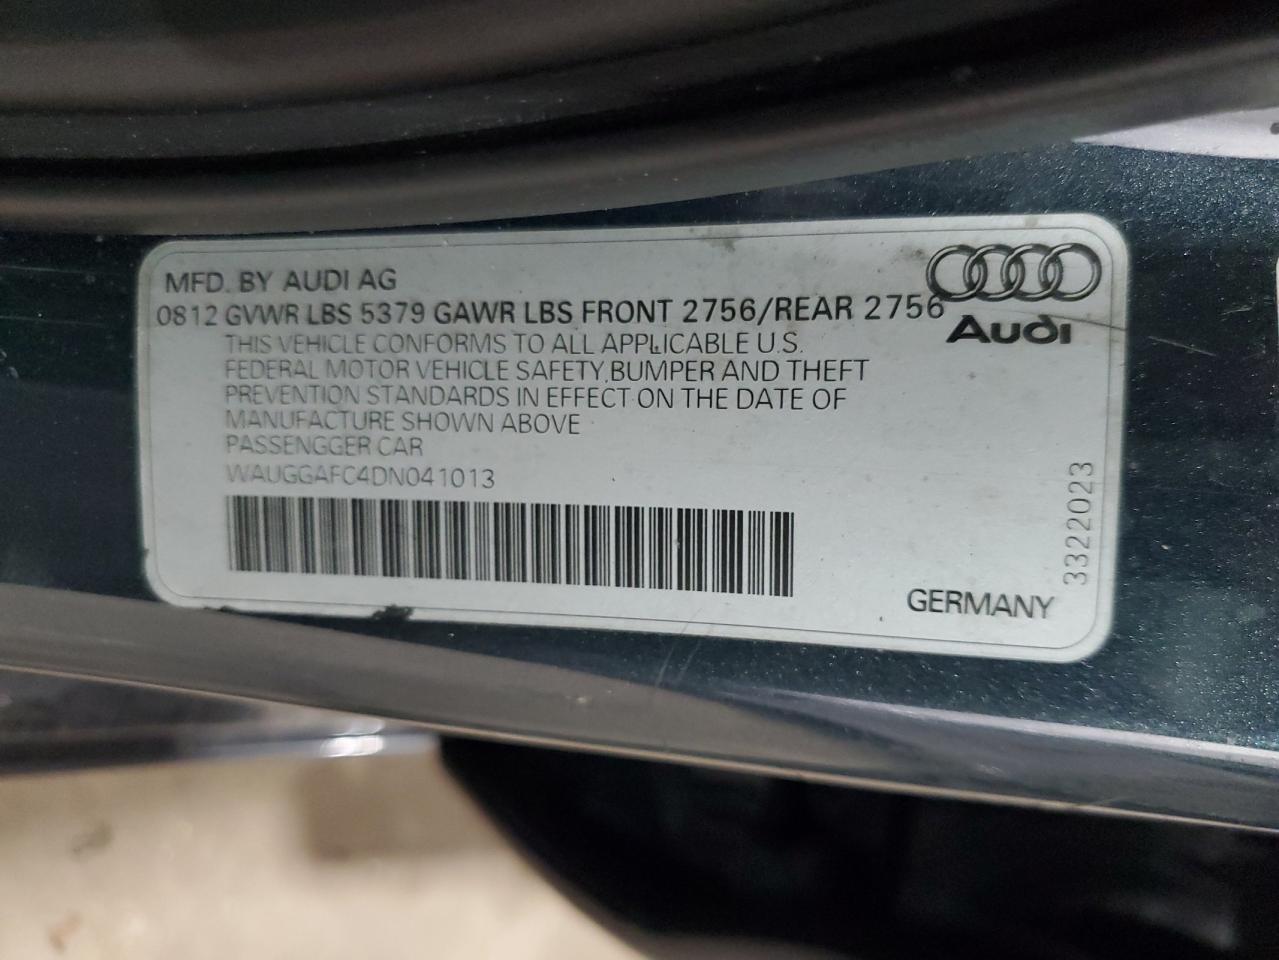 MFD. BY AUDI AG
0812 GVWR LBS 5379 GAWR LBS FRONT 2756/REAR 2756
THIS VEHICLE CONFORMS TO ALL APPLICABLE U.S.
FEDERAL MOTOR VEHICLE SAFETY, BUMPER AND THEFT
PREVENTION STANDARDS IN EFFECT ON THE DATE OF
MANUFACTURE SHOWN ABOVE
PASSENGGER CAR
WAUGGAFC4DN041013
Audi
3322023
GERMANY